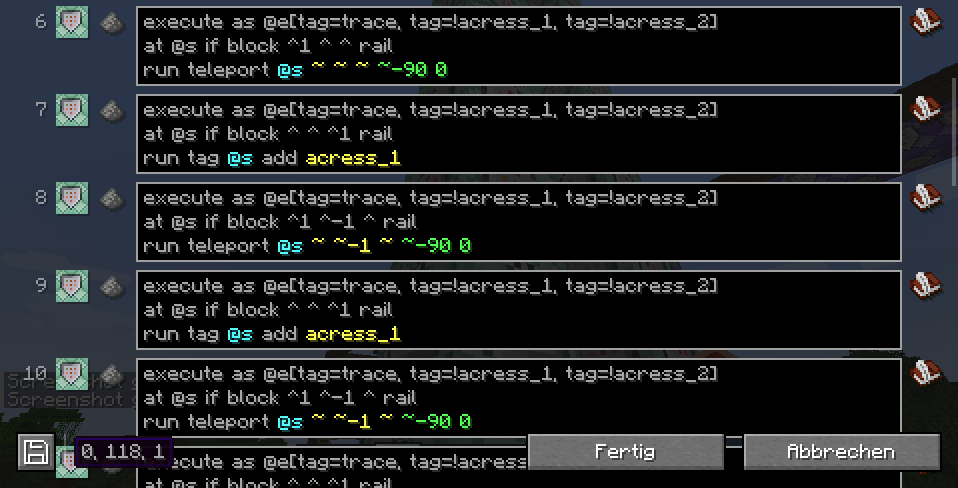 6
execute as @e[tag=trace, tag=!acress_1, tag=!acress_2]
at @s if block ^1 ^ ^ rail
run teleport @s ~ ~ ~ ~-90 0
7
execute as @e[tag=trace, tag=!acress_1, tag=!acress_2]
at @s if block ^ ^ ^1 rail
run tag @s add acress_1
8
execute as @e[tag=trace, tag=!acress_1, tag=!acress_2]
at @s if block ^1 ^-1 ^ rail
run teleport @s ~ ~-1 ~ ~-90 0
9
execute as @e[tag=trace, tag=!acress_1, tag=!acress_2]
at @s if block ^ ^ ^1 rail
run tag @s add acress_1
10
execute as @e[tag=trace, tag=!acress_1, tag=!acress_2]
at @s if block ^1 ^-1 ^ rail
run teleport @s ~ ~-1 ~ ~-90 0
Screenshot g
Screenshot g
0, 118, 1
Fertig
Abbrechen
execute as @e[tag=trace, tag=!acress
at @s if block ^ ^ ^1 rail